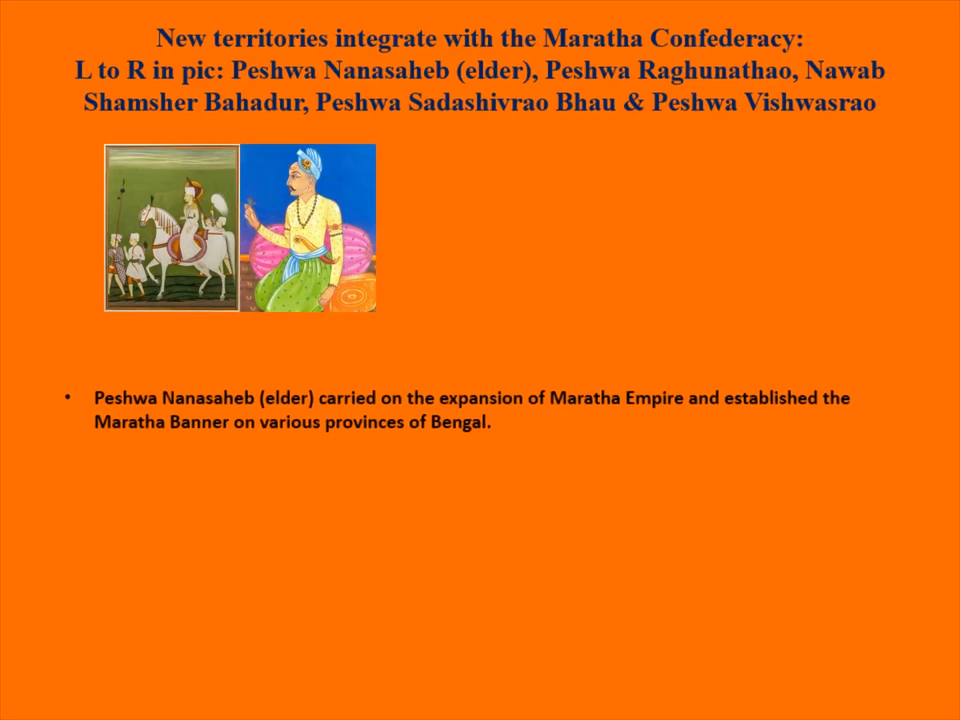 New territories integrate with the Maratha Confederacy:
L to R in pic: Peshwa Nanasaheb (elder), Peshwa Raghunathao, Nawab
Shamsher Bahadur, Peshwa Sadashivrao Bhau & Peshwa Vishwasrao
• Peshwa Nanasaheb (elder) carried on the expansion of Maratha Empire and established the
Maratha Banner on various provinces of Bengal.